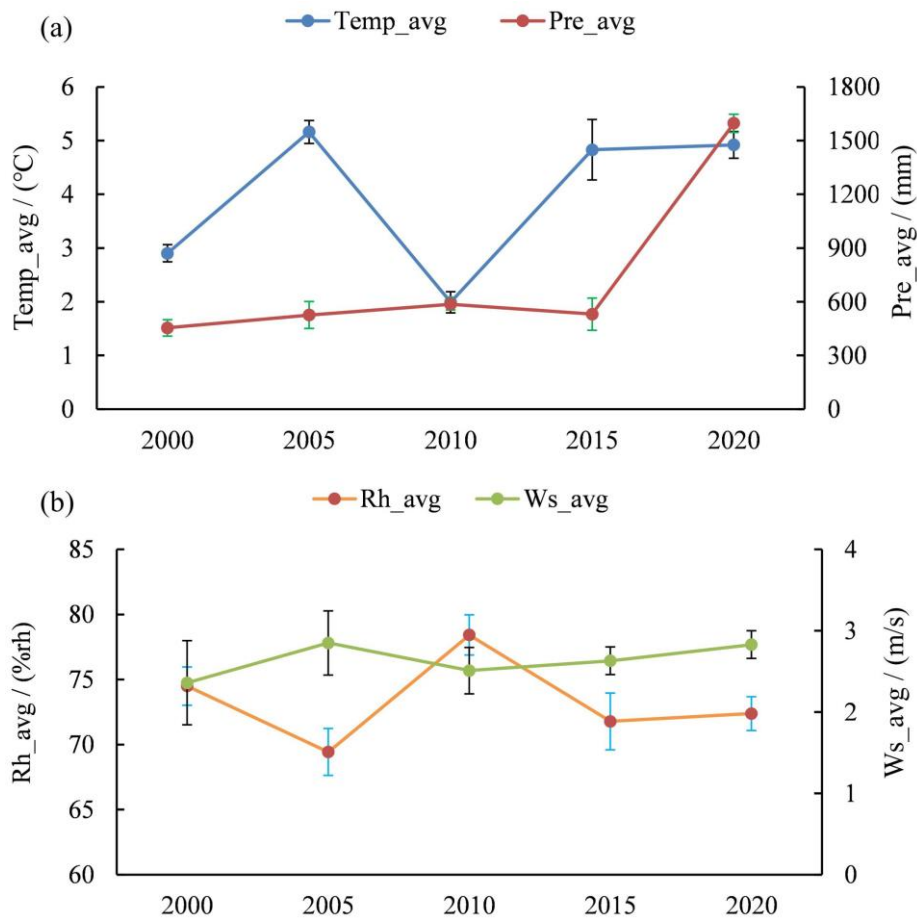 (a)
Temp_avg Pre_avg
Temp_avg / (℃)
6
5
4
3
2
1
0
1800
1500
1200
900
600
300
0
Pre_avg / (mm)
2000 2005 2010 2015 2020
(b)
Rh_avg Ws_avg
Rh_avg / (%rh)
85
80
75
70
65
60
4
3
2
1
0
Ws_avg / (m/s)
2000 2005 2010 2015 2020